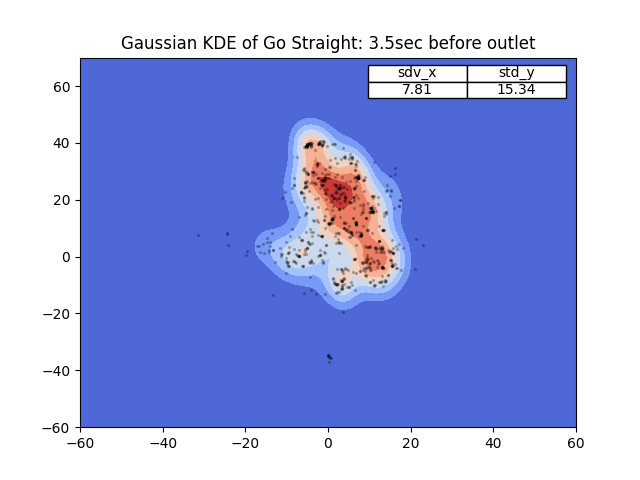 Gaussian KDE of Go Straight: 3.5sec before outlet
sdv_x std_y
7.81 15.34
60
40
20
0
−20
−40
−60
−60 −40 −20 0 20 40 60